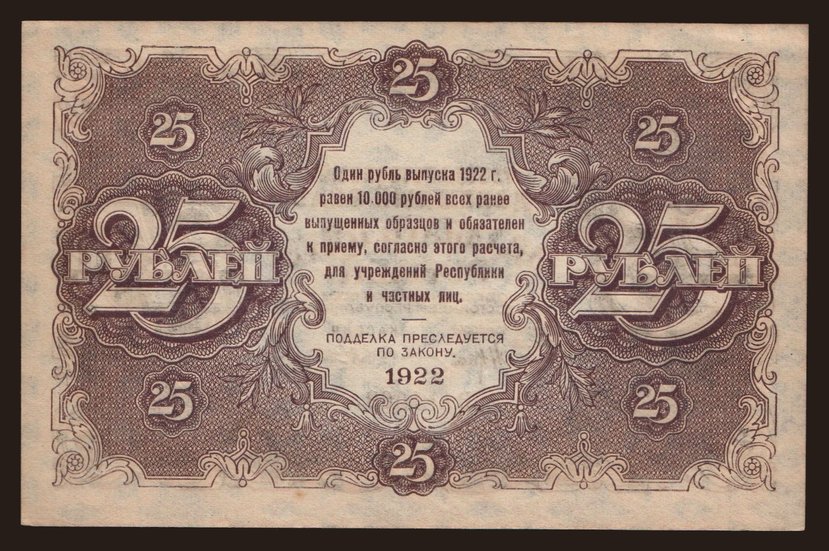 25
25
25
Один рубль выпуска 1922 г.
равен 10.000 рублей всех ранее
выпущенных образцов и обязателен
к приему, согласно этого расчета,
для учреждений Республики
и частных лиц.
25 РУБЛЕЙ
25 РУБЛЕЙ
ПОДДЕЛКА ПРЕСЛЕДУЕТСЯ
ПО ЗАКОНУ.
1922
25
25
25